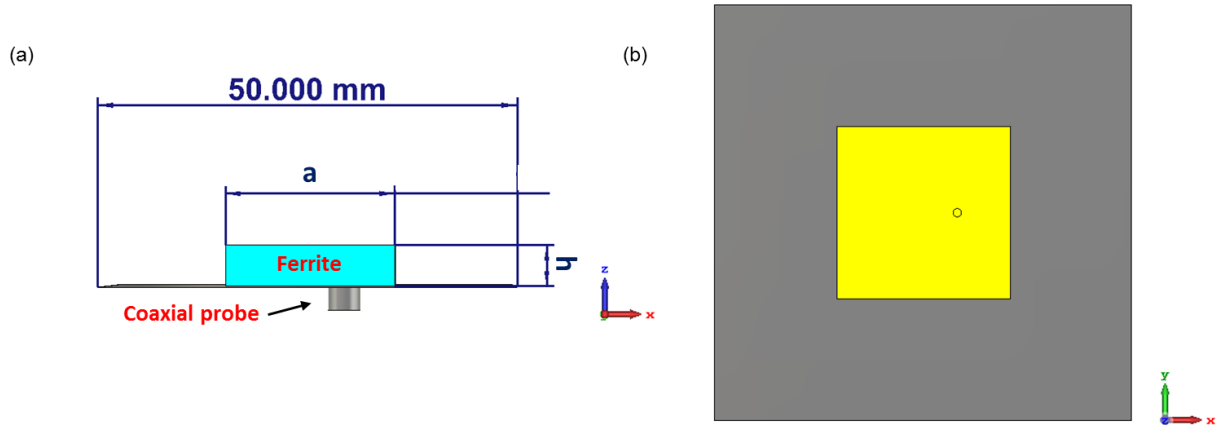 (a)
50.000 mm
a
Ferrite
h
Coaxial probe
z
x
(b)
y
z
x